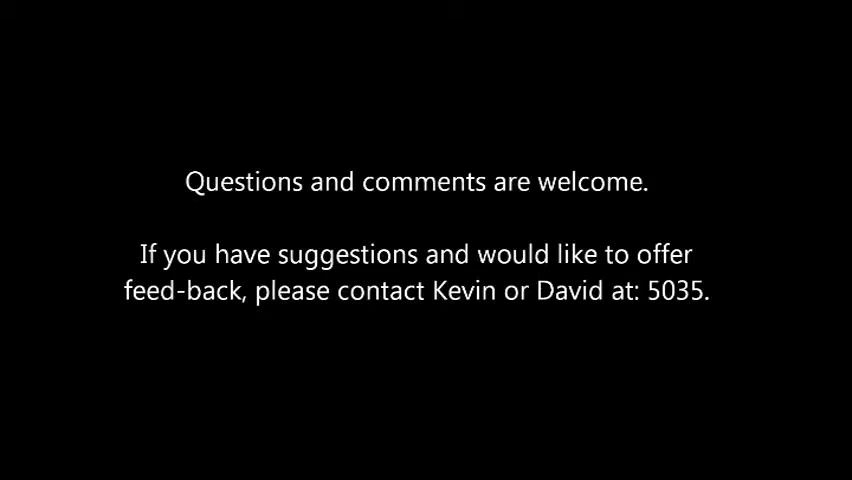 Questions and comments are welcome.
If you have suggestions and would like to offer
feed-back, please contact Kevin or David at: 5035.